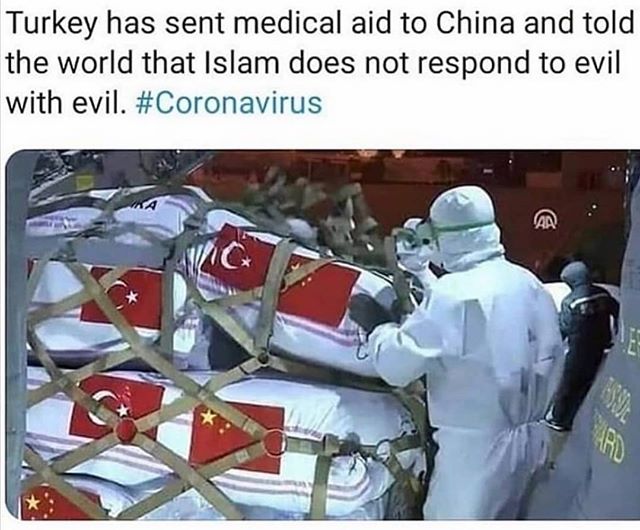 Turkey has sent medical aid to China and told
the world that Islam does not respond to evil
with evil. #Coronavirus
AA